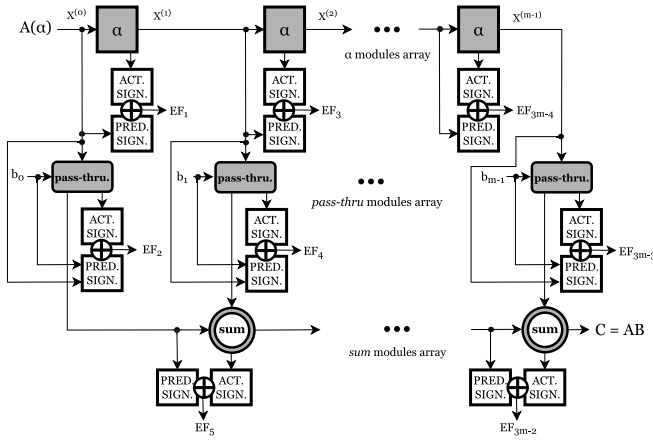 A(α) X⁽⁰⁾ α X⁽¹⁾ α X⁽²⁾ ••• α X⁽ᵐ⁻¹⁾
α modules array
ACT. SIGN. EF₁ PRED. SIGN.
ACT. SIGN. EF₃ PRED. SIGN.
ACT. SIGN. EF₃ₘ₋₄ PRED. SIGN.
b₀ pass-thru. b₁ pass-thru. ••• bₘ₋₁ pass-thru.
pass-thru modules array
ACT. SIGN. EF₂ PRED. SIGN.
ACT. SIGN. EF₄ PRED. SIGN.
ACT. SIGN. EF₃ₘ₋₃ PRED. SIGN.
sum ••• sum C = AB
sum modules array
PRED. SIGN. ACT. SIGN. EF₅
PRED. SIGN. ACT. SIGN. EF₃ₘ₋₂